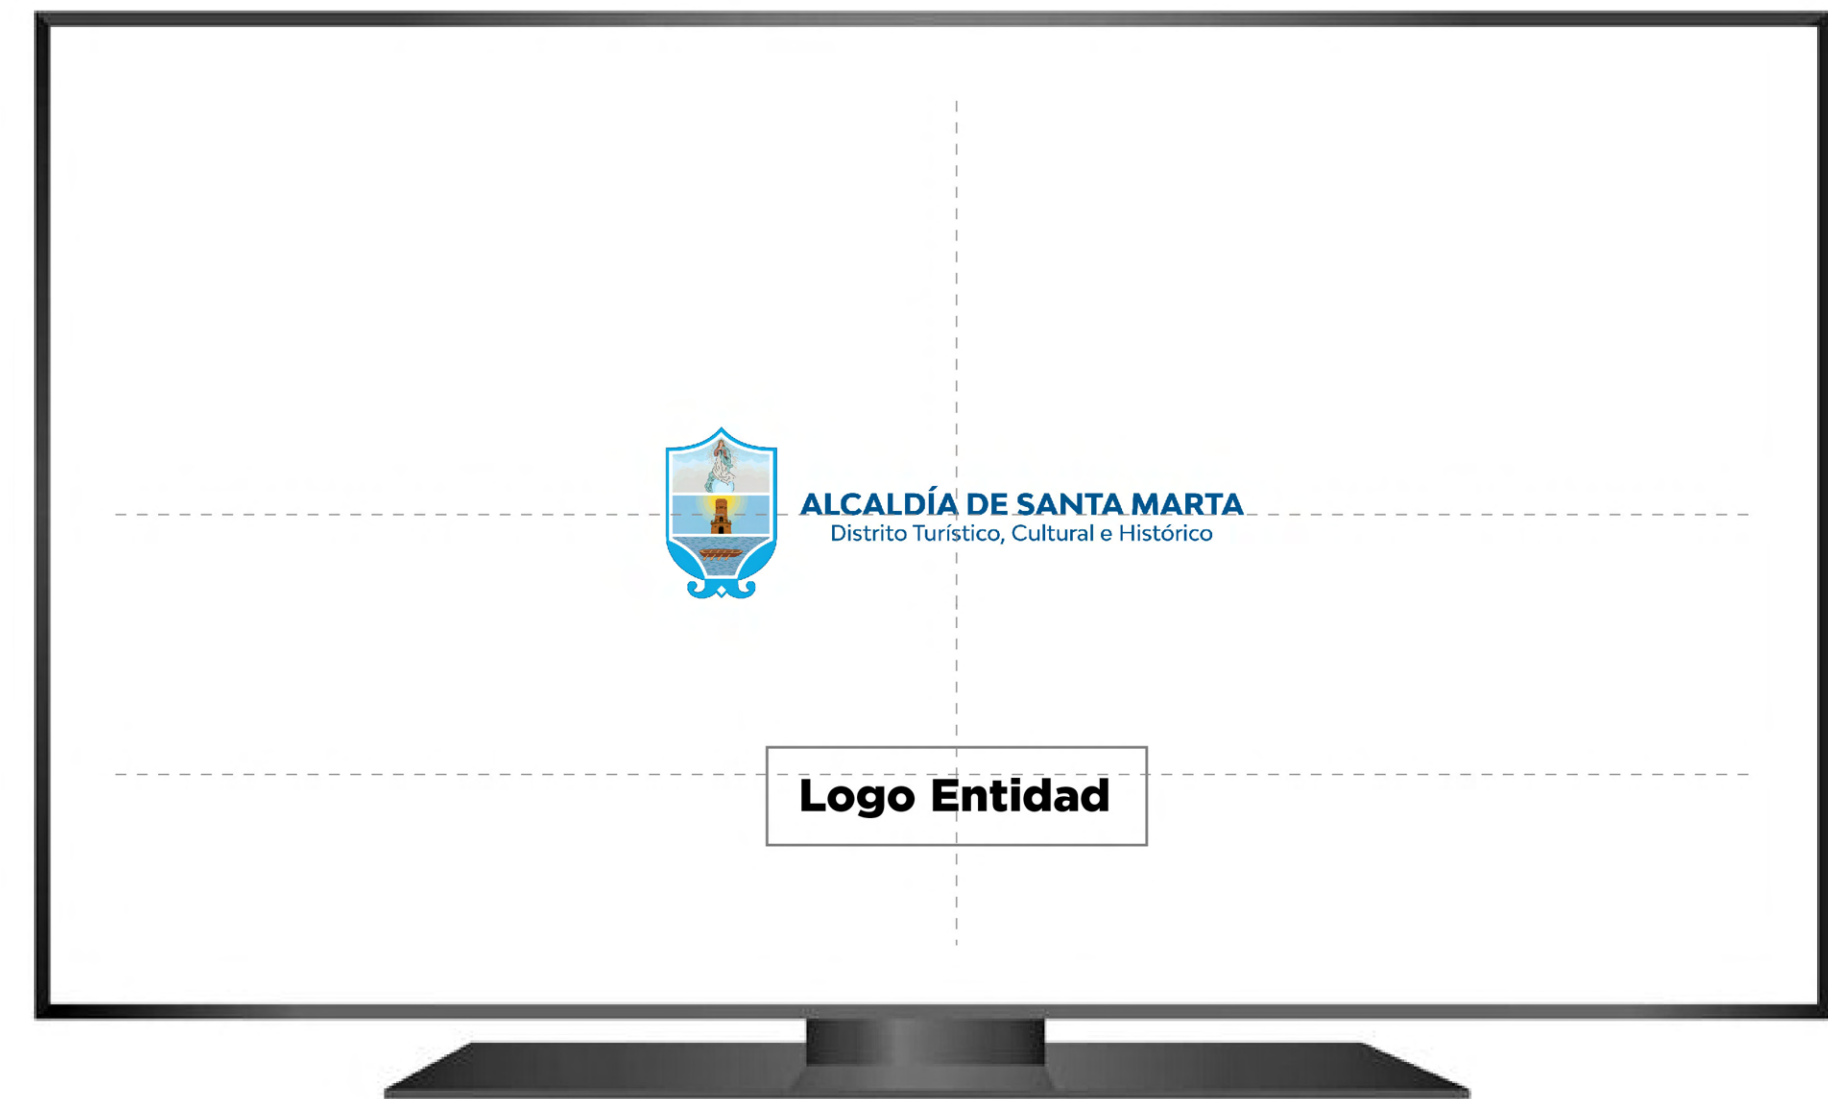 ALCALDÍA DE SANTA MARTA
Distrito Turístico, Cultural e Histórico
Logo Entidad